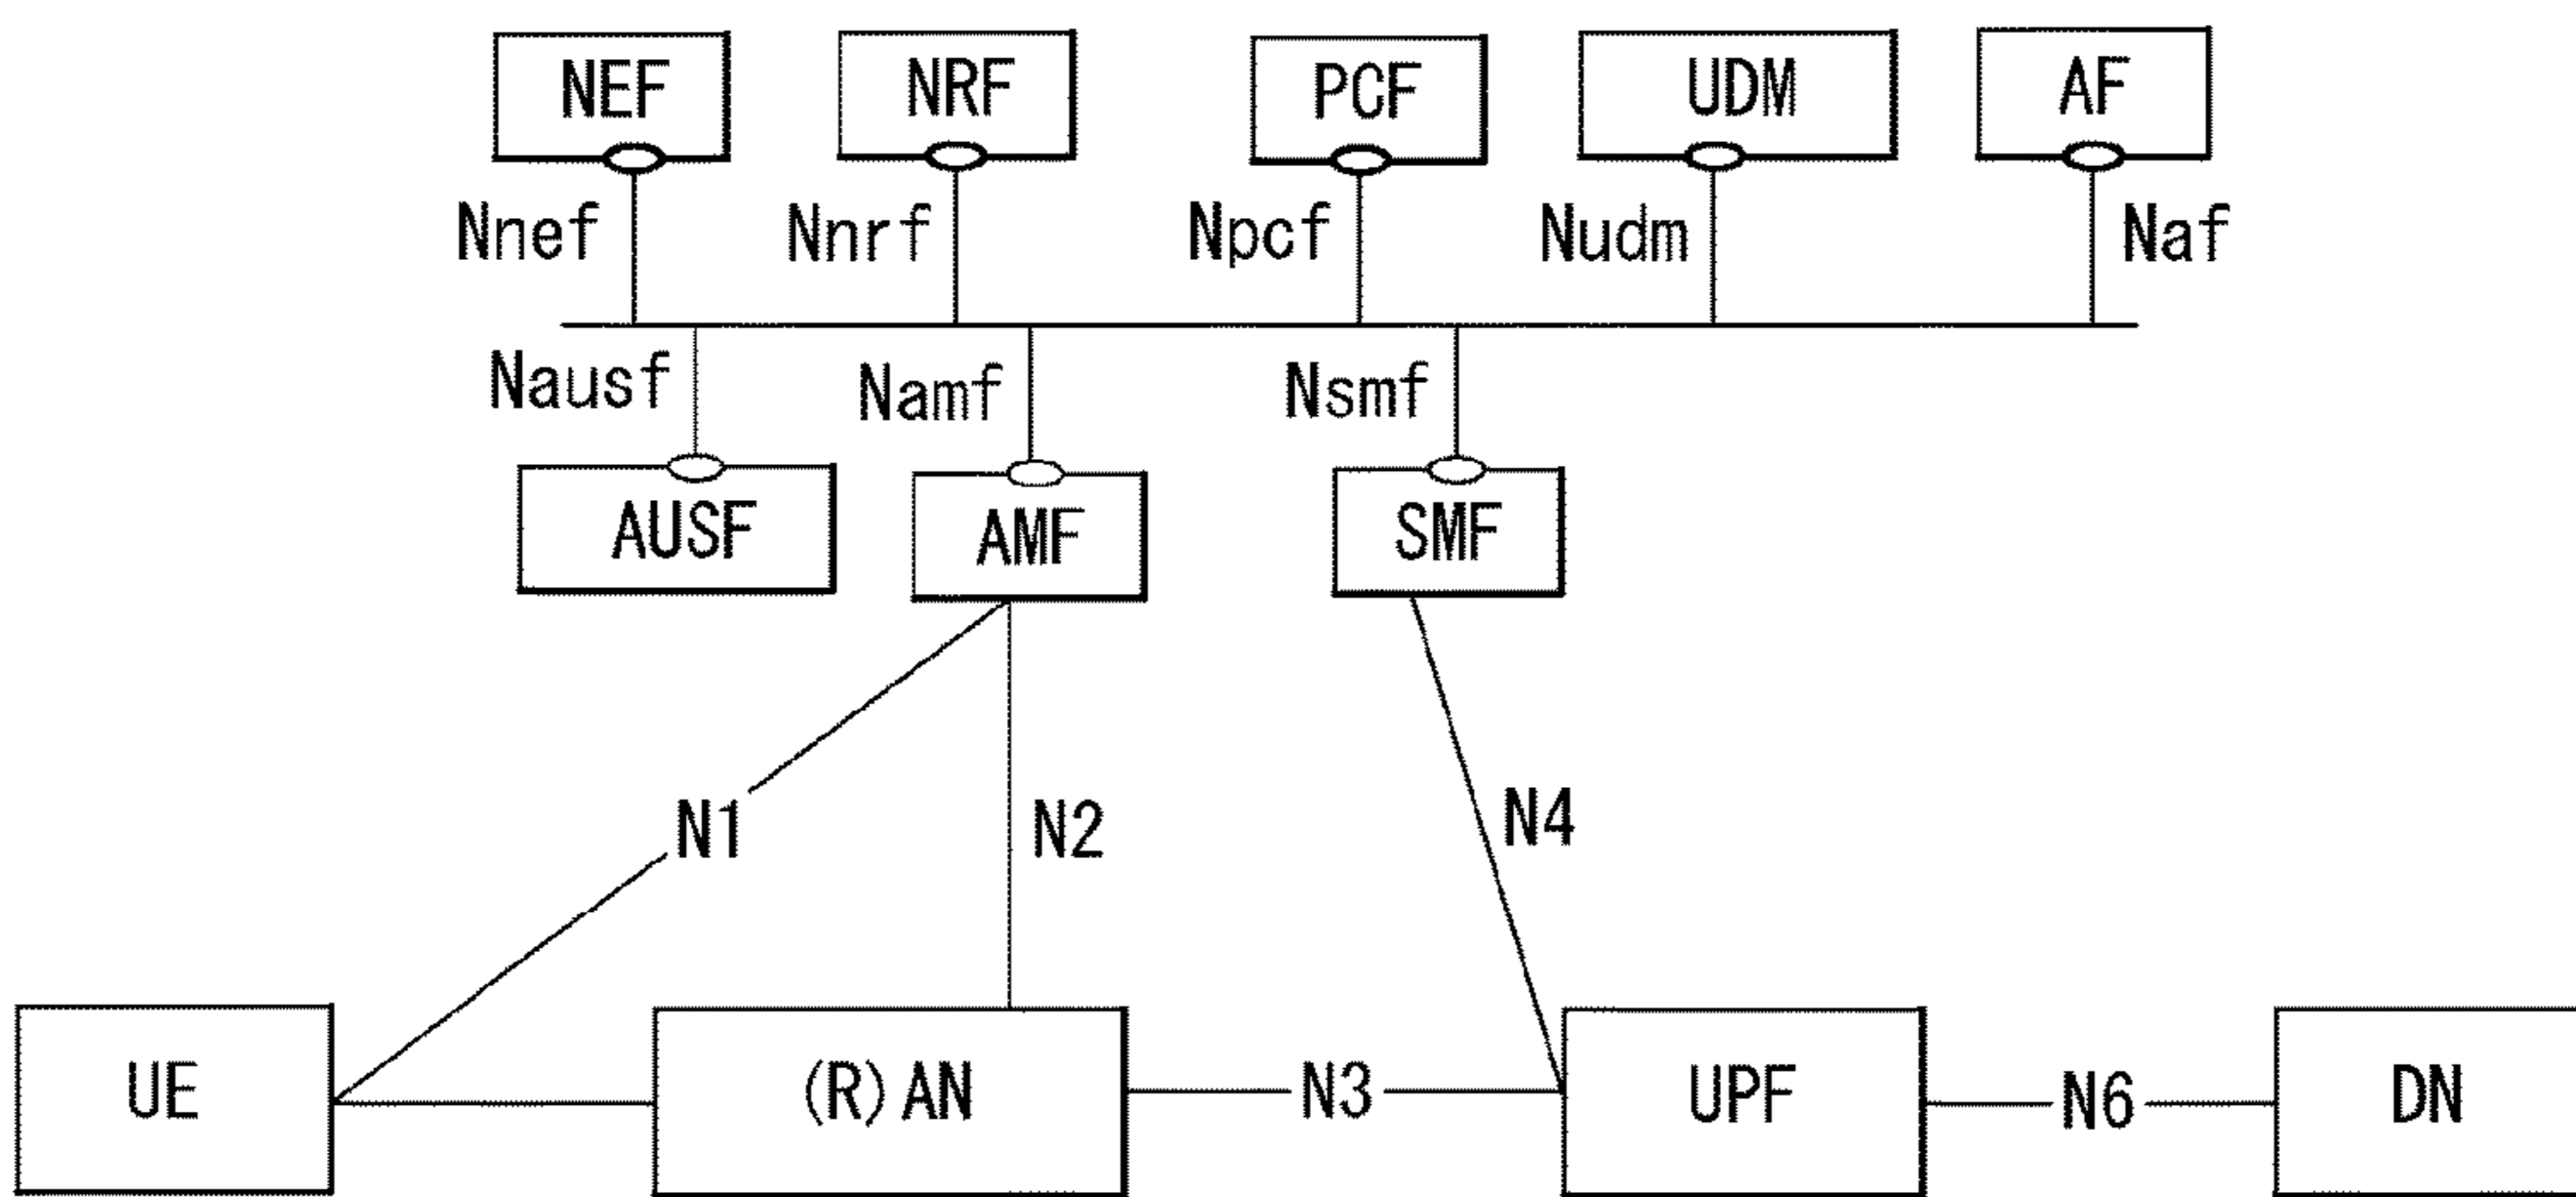 NEF NRF PCF UDM AF
Nnef Nnrf Npcf Nudm Naf
Nausf Namf Nsmf
AUSF AMF SMF
N1 N2 N4
UE (R)AN N3 UPF N6 DN